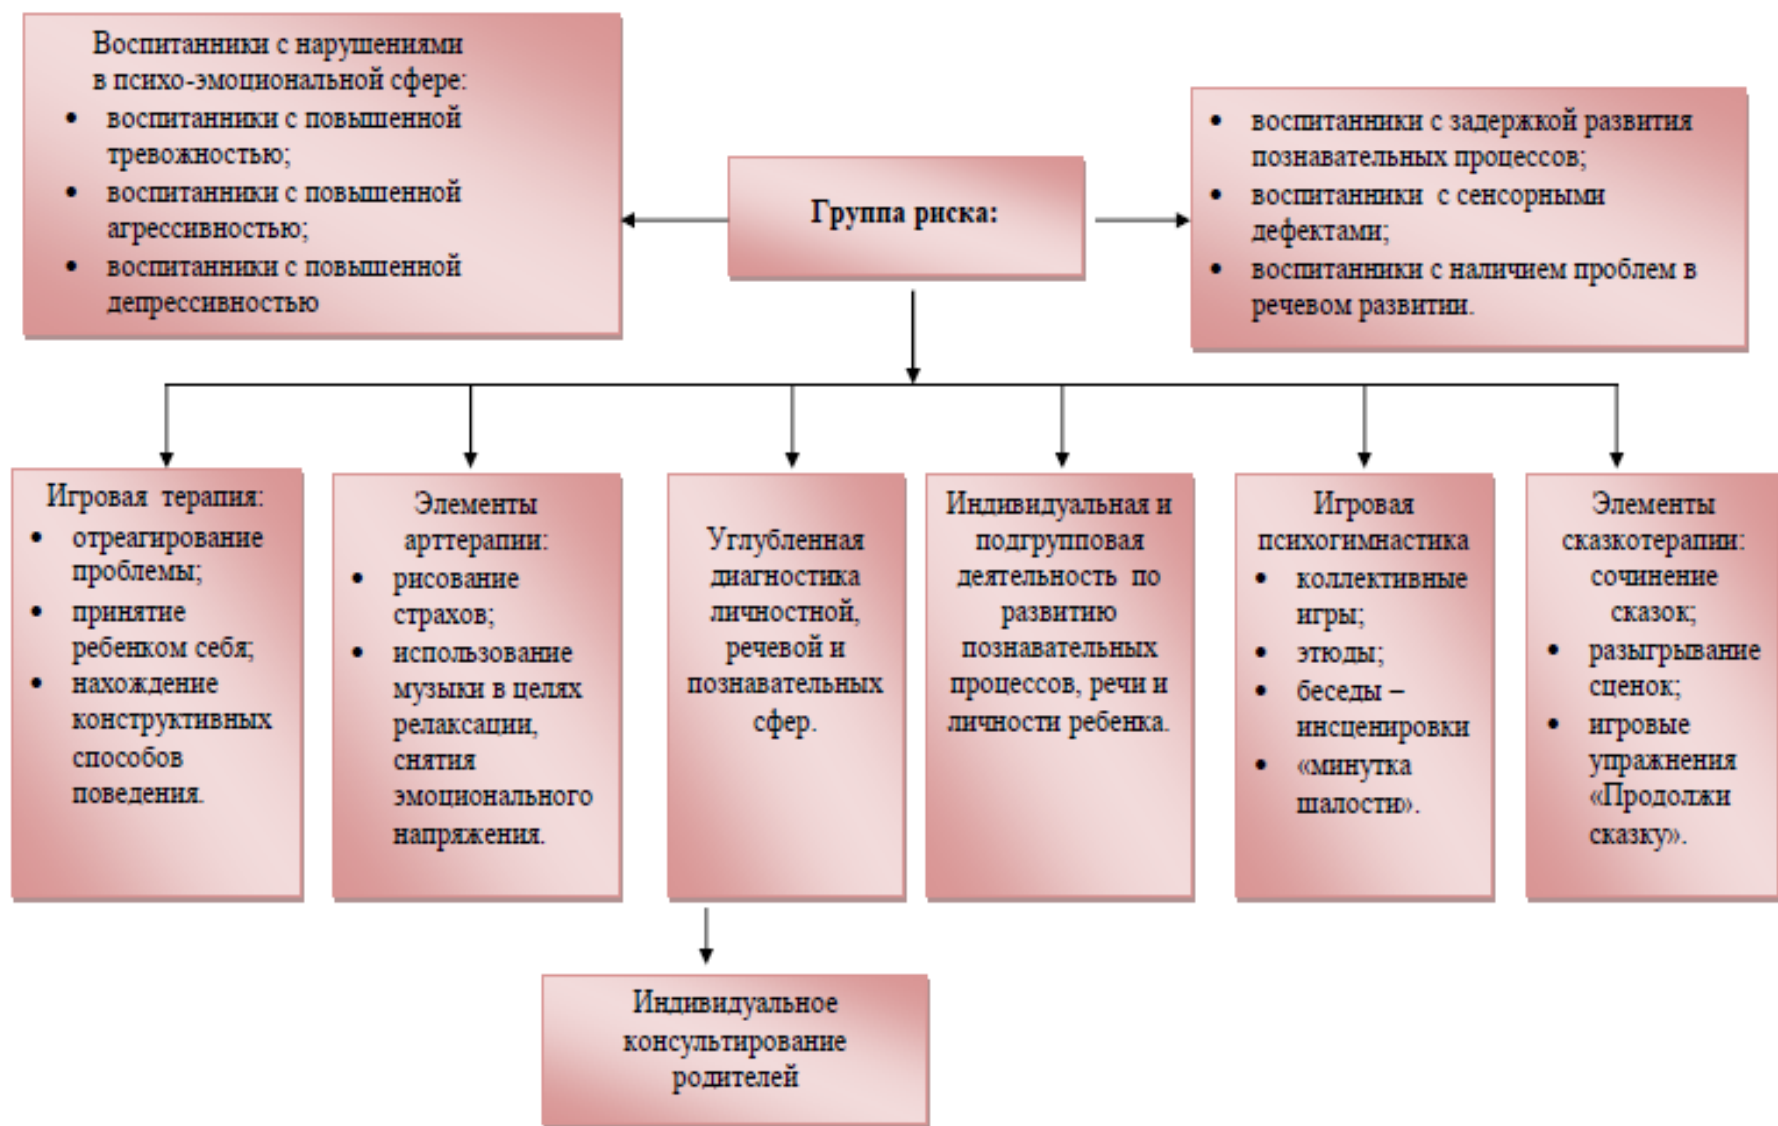 Воспитанники с нарушениями
в психо-эмоциональной сфере:
• воспитанники с повышенной
тревожностью;
• воспитанники с повышенной
агрессивностью;
• воспитанники с повышенной
депрессивностью
Группа риска:
• воспитанники с задержкой развития
познавательных процессов;
• воспитанники с сенсорными
дефектами;
• воспитанники с наличием проблем в
речевом развитии.
Игровая терапия:
• отреагирование
проблемы;
• принятие
ребенком себя;
• нахождение
конструктивных
способов
поведения.
Элементы
арттерапии:
• рисование
страхов;
• использование
музыки в целях
релаксации,
снятия
эмоционального
напряжения.
Углубленная
диагностика
личностной,
речевой и
познавательных
сфер.
Индивидуальная и
подгрупповая
деятельность по
развитию
познавательных
процессов, речи и
личности ребенка.
Игровая
психогимнастика
• коллективные
игры;
• этюды;
• беседы –
инсценировки
• «минутка
шалости».
Элементы
сказкотерапии:
сочинение
сказок;
• разыгрывание
сценок;
• игровые
упражнения
«Продолжи
сказку».
Индивидуальное
консультирование
родителей